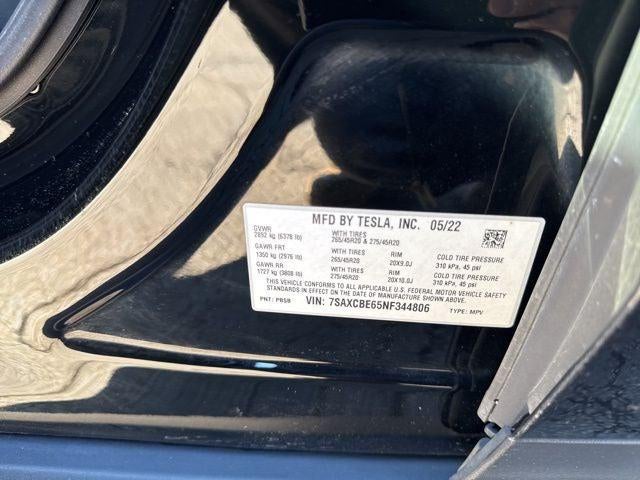 MFD BY TESLA, INC. 05/22
GVWR
2892 kg (6376 lb)
WITH TIRES
265/45R20 & 275/45R20
GAWR FRT
1350 kg (2976 lb)
WITH TIRES
265/45R20
RIM
20X9.0J
COLD TIRE PRESSURE
310 kPa, 45 psi
GAWR RR
1727 kg (3808 lb)
WITH TIRES
275/45R20
RIM
20X10.0J
COLD TIRE PRESSURE
310 kPa, 45 psi
THIS VEHICLE CONFORMS TO ALL APPLICABLE U.S. FEDERAL MOTOR VEHICLE SAFETY
STANDARDS IN EFFECT ON THE DATE OF MANUFACTURE SHOWN ABOVE.
PNT: PBSB VIN: 7SAXCBE65NF344806 TYPE: MPV